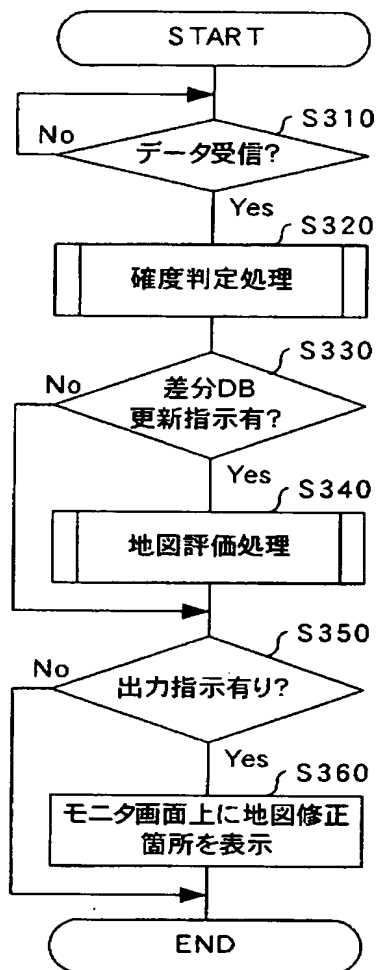 START
S310
No
データ受信?
Yes
S320
確度判定処理
S330
No
差分DB
更新指示有?
Yes
S340
地図評価処理
S350
No
出力指示有り?
Yes
S360
モニタ画面上に地図修正
箇所を表示
END